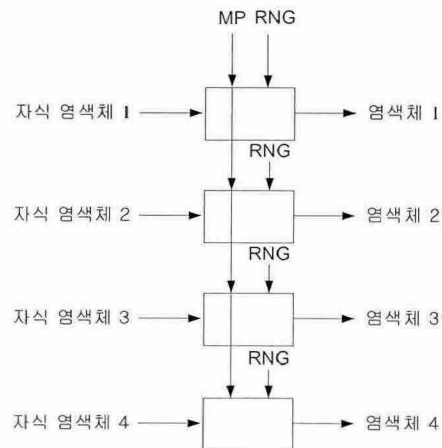 MP RNG
자식 염색체 1 염색체 1
RNG
자식 염색체 2 염색체 2
RNG
자식 염색체 3 염색체 3
RNG
자식 염색체 4 염색체 4